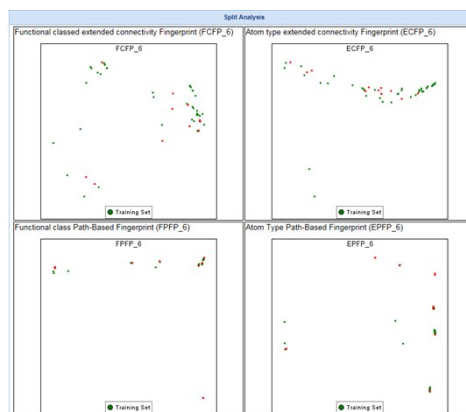 Split Analysis
Functional classed extended connectivity Fingerprint (FCFP_6)
Atom type extended connectivity Fingerprint (ECFP_6)
FCFP_6
ECFP_6
Training Set
Training Set
Functional class Path-Based Fingerprint (FPFP_6)
Atom Type Path-Based Fingerprint (EPFP_6)
FPFP_6
EPFP_6
Training Set
Training Set